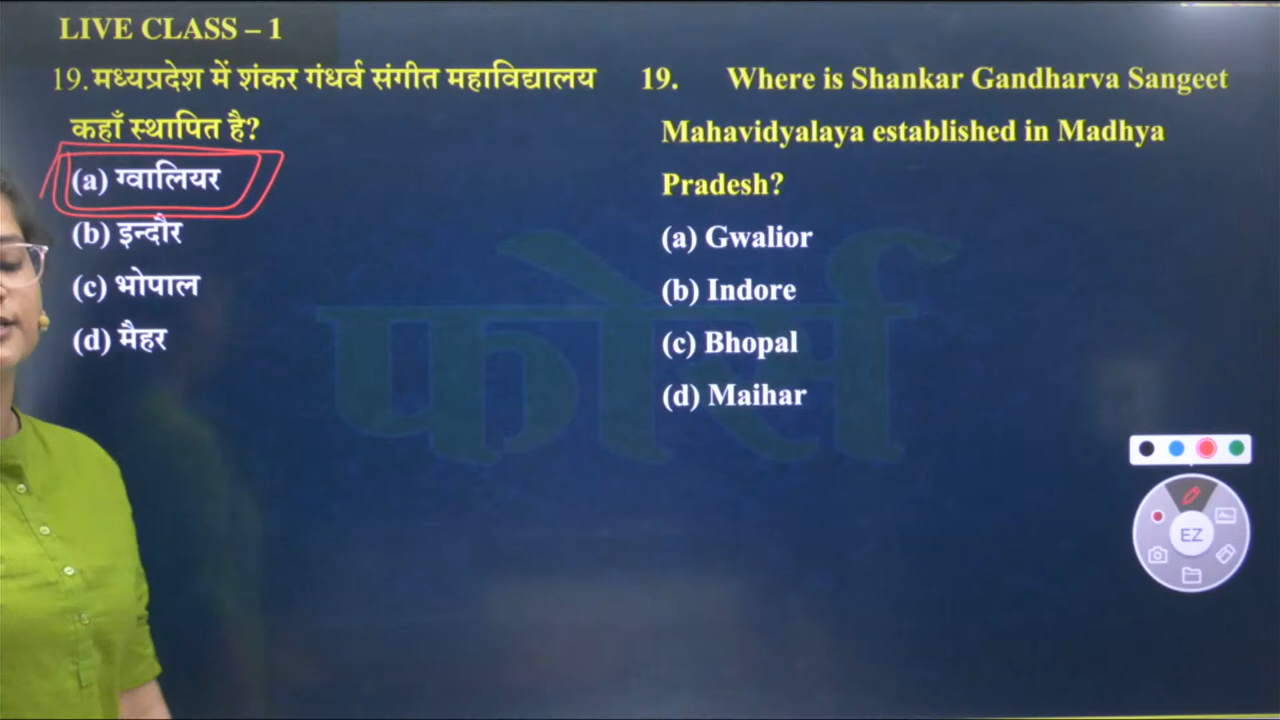 LIVE CLASS – 1
19. मध्यप्रदेश में शंकर गंधर्व संगीत महाविद्यालय
कहाँ स्थापित है?
(a) ग्वालियर
(b) इन्दौर
(c) भोपाल
(d) मैहर
19. Where is Shankar Gandharva Sangeet
Mahavidyalaya established in Madhya
Pradesh?
(a) Gwalior
(b) Indore
(c) Bhopal
(d) Maihar
फोर्स
EZ